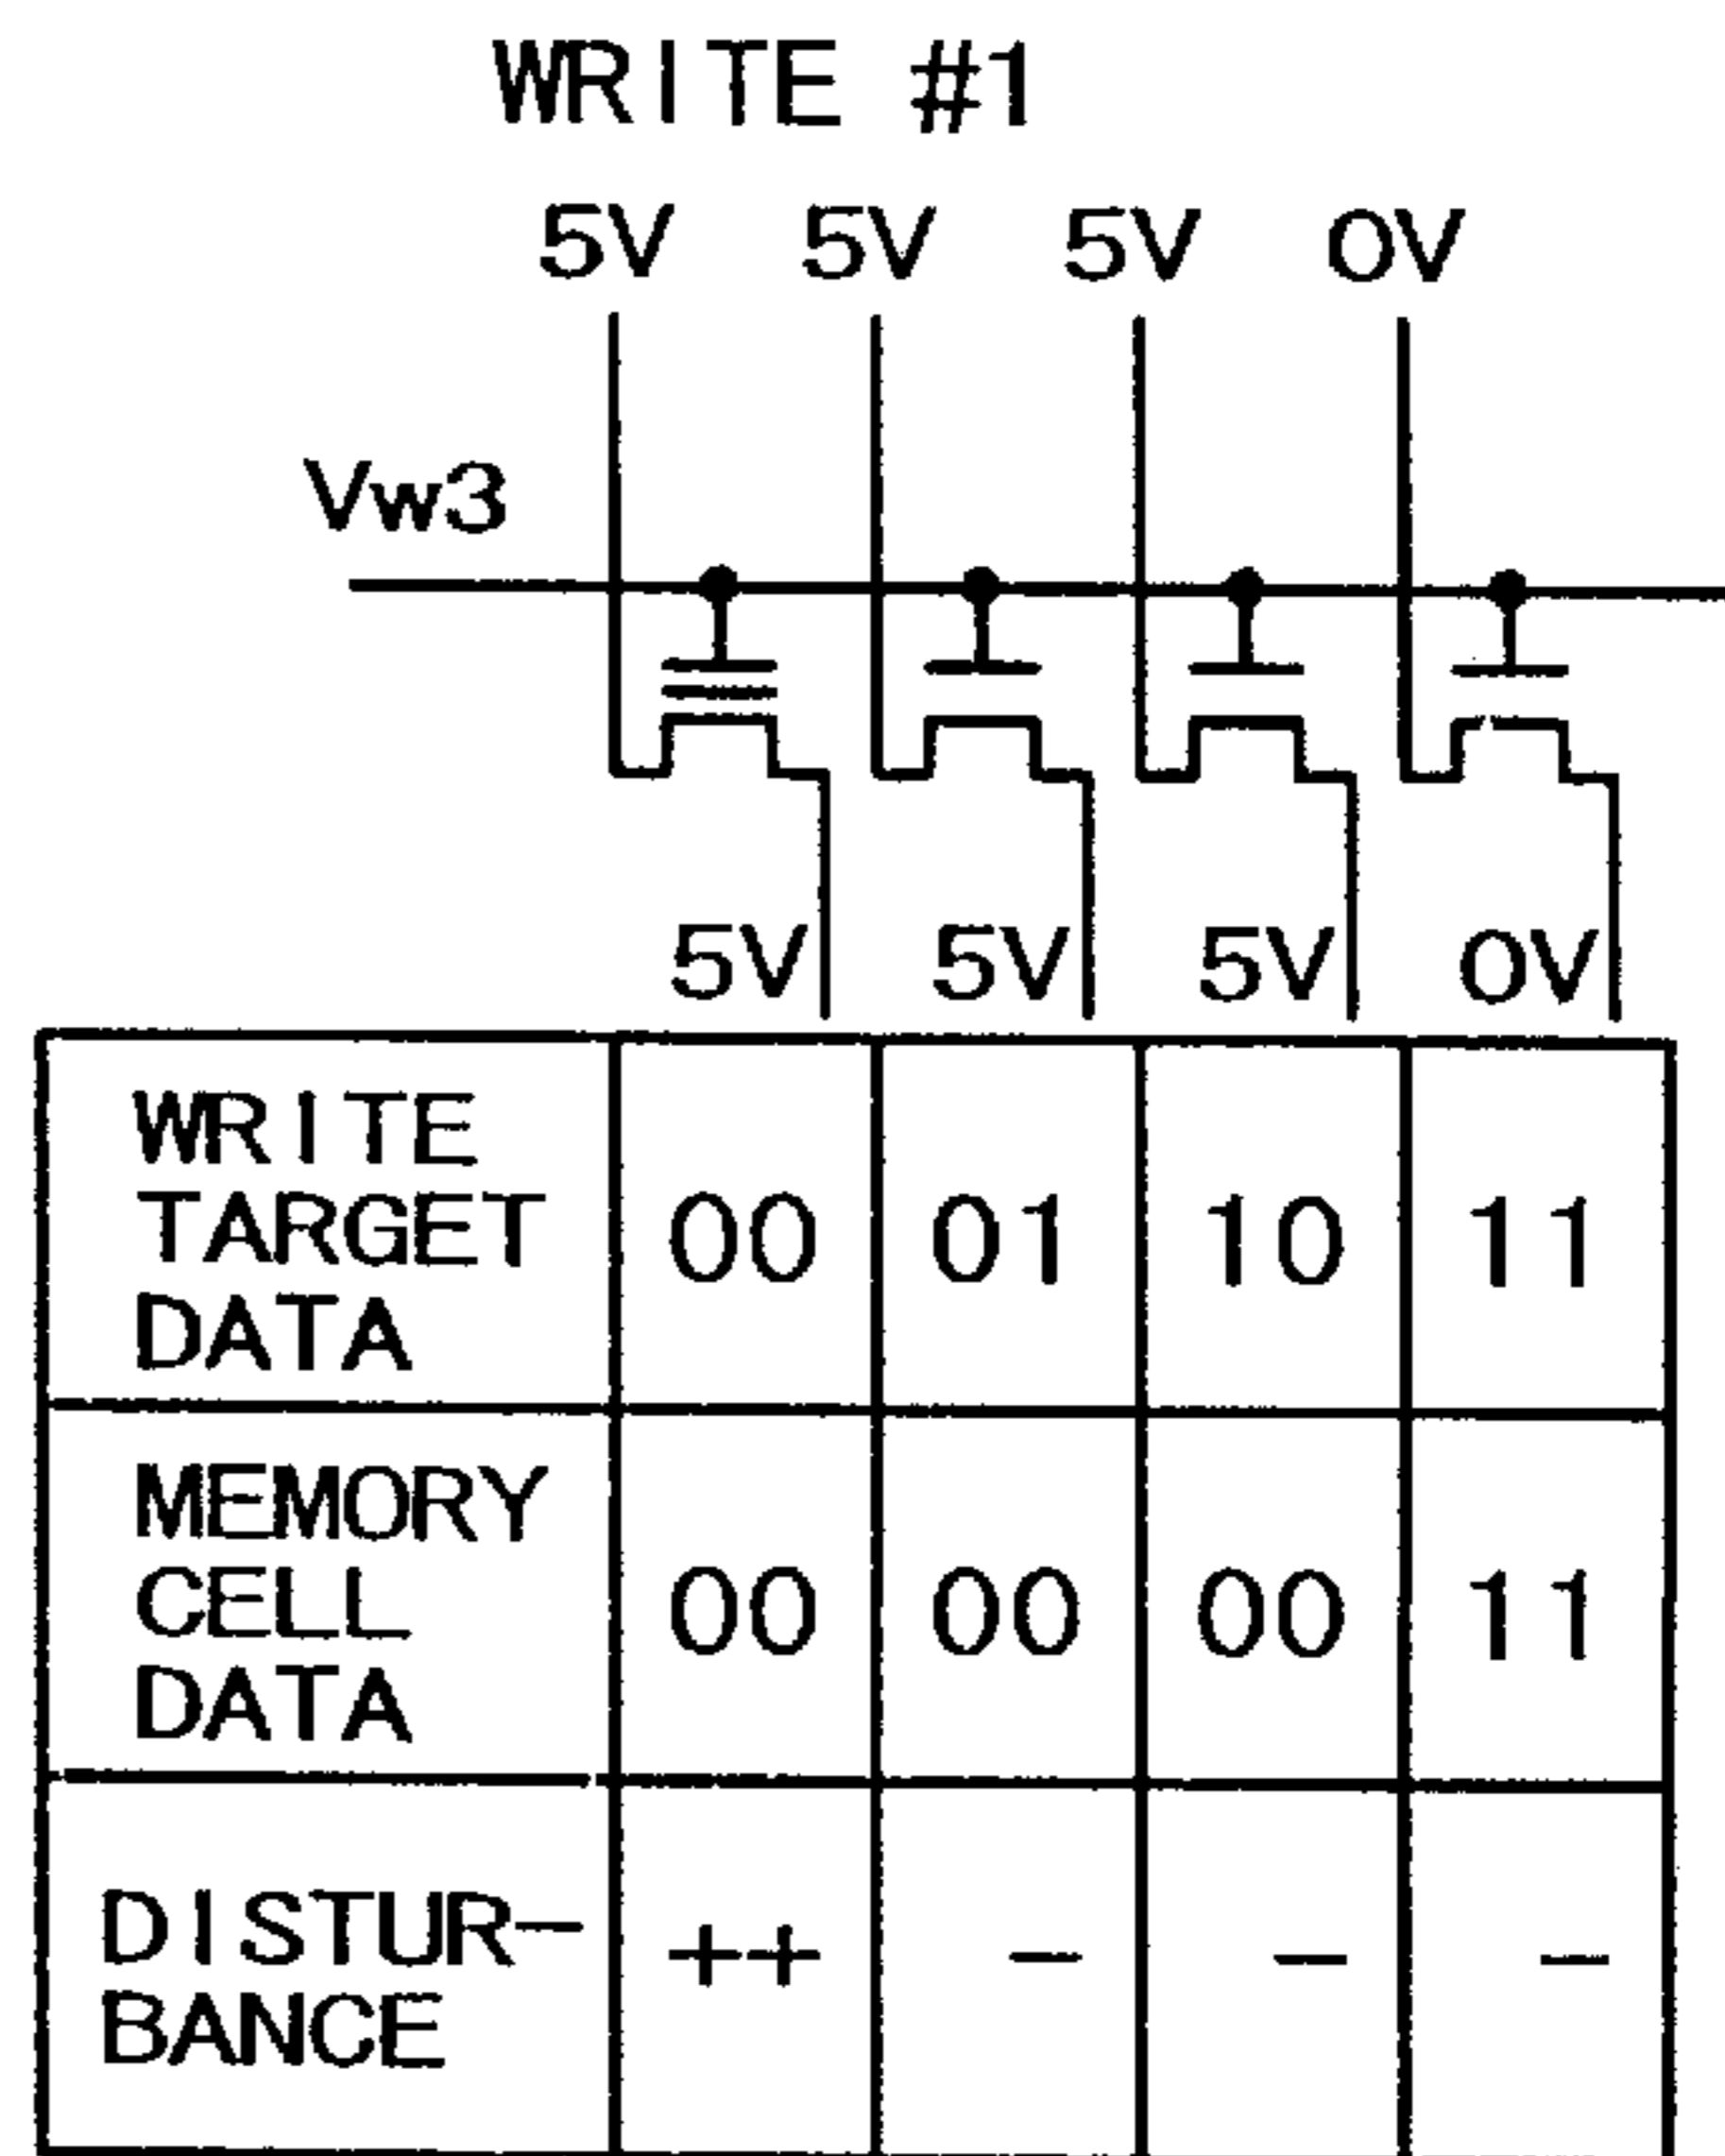 WRITE #1
5V 5V 5V 0V
Vw3
5V 5V 5V 0V
WRITE
TARGET
DATA
00 01 10 11
MEMORY
CELL
DATA
00 00 00 11
DISTUR-
BANCE
++ - - -